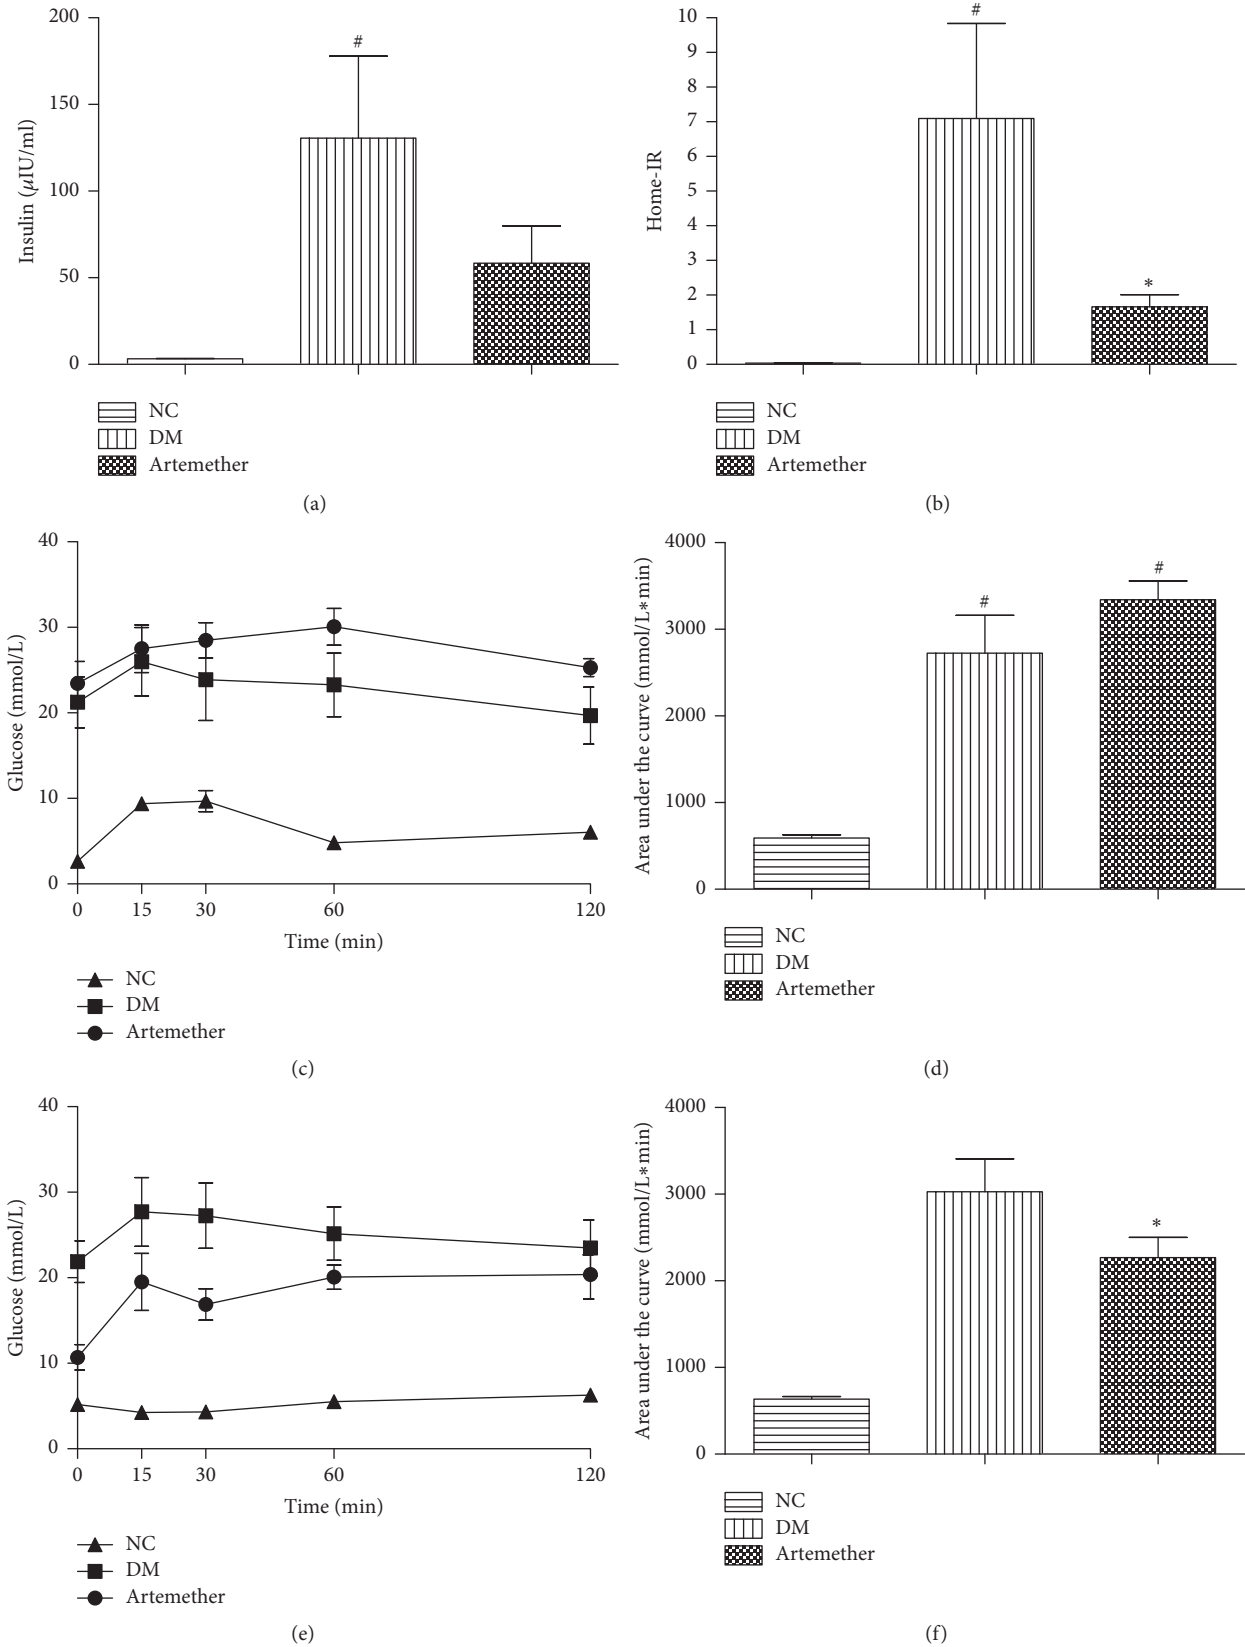 200
150
100
50
0
Insulin (μIU/ml)
#
NC
DM
Artemether
(a)
10
9
8
7
6
5
4
3
2
1
0
Home-IR
#
*
NC
DM
Artemether
(b)
40
30
20
10
0
Glucose (mmol/L)
0 15 30 60 120
Time (min)
NC
DM
Artemether
(c)
4000
3000
2000
1000
0
Area under the curve (mmol/L∗min)
#
#
NC
DM
Artemether
(d)
40
30
20
10
0
Glucose (mmol/L)
0 15 30 60 120
Time (min)
NC
DM
Artemether
(e)
4000
3000
2000
1000
0
Area under the curve (mmol/L∗min)
*
NC
DM
Artemether
(f)